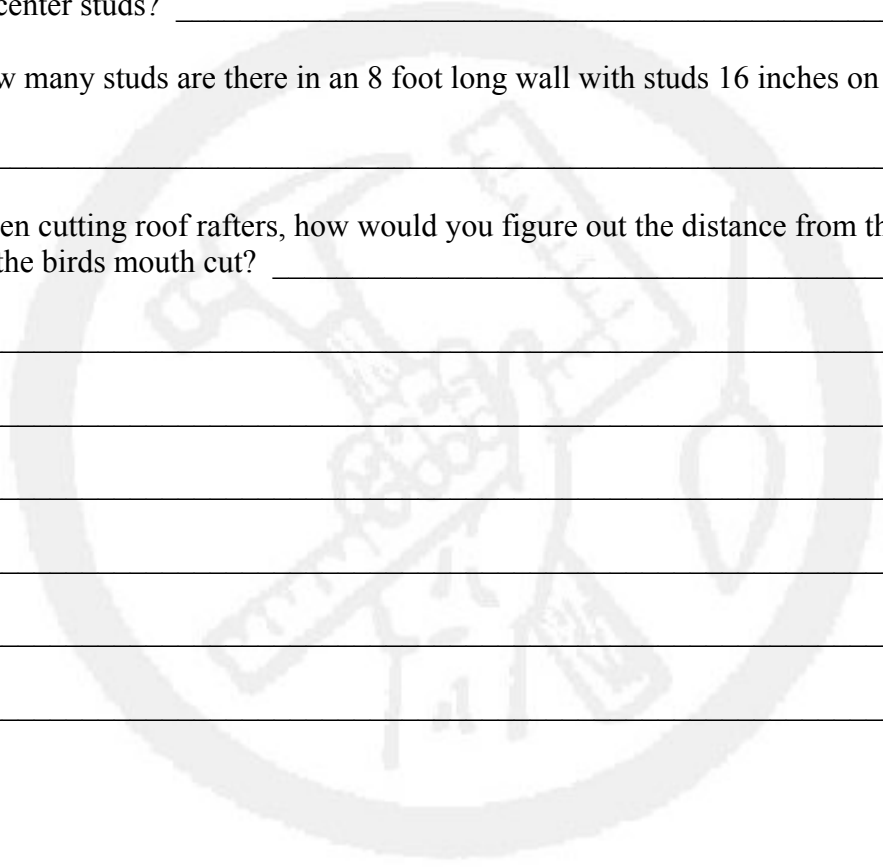 center studs?
w many studs are there in an 8 foot long wall with studs 16 inches on
en cutting roof rafters, how would you figure out the distance from th
the birds mouth cut?